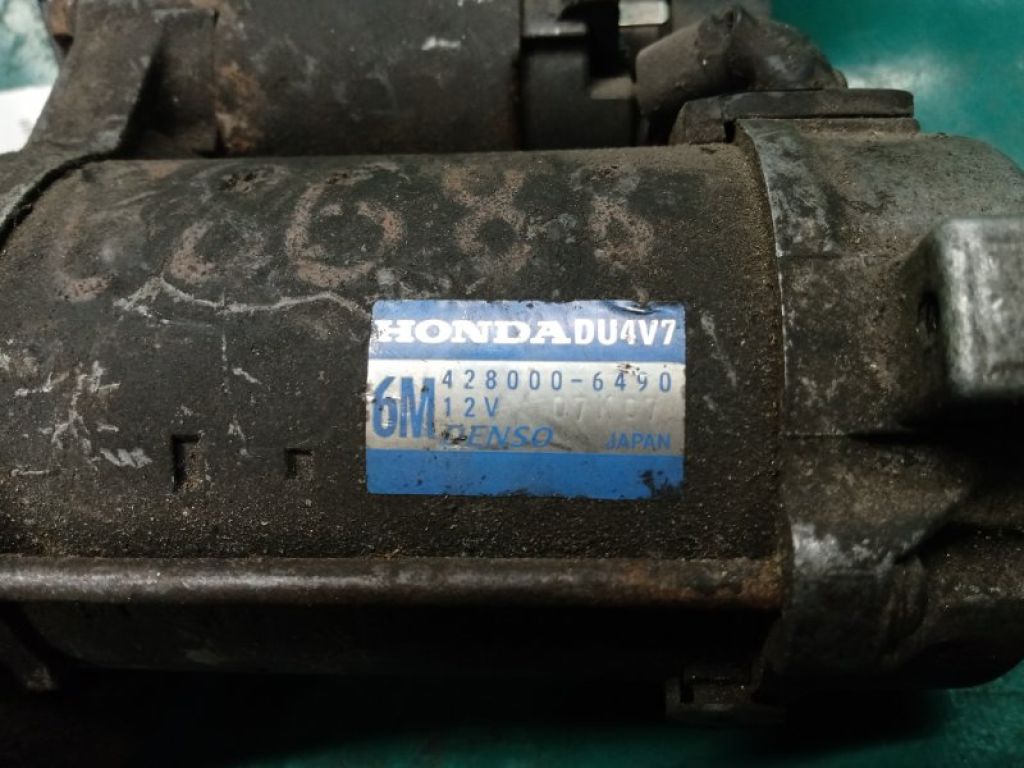 HONDA DU4V7
6M 428000-6490
12V
DENSO JAPAN